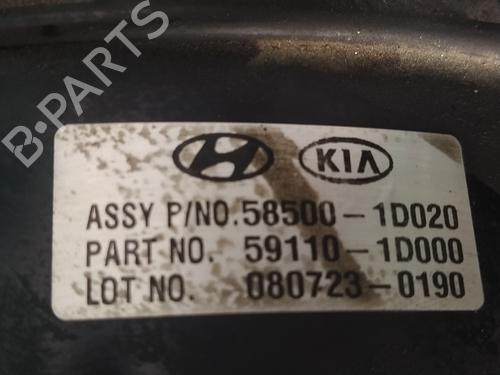 B-PARTS
KIA
ASSY P/NO.58500-1D020
PART NO. 59110-1D000
LOT NO. 080723-0190